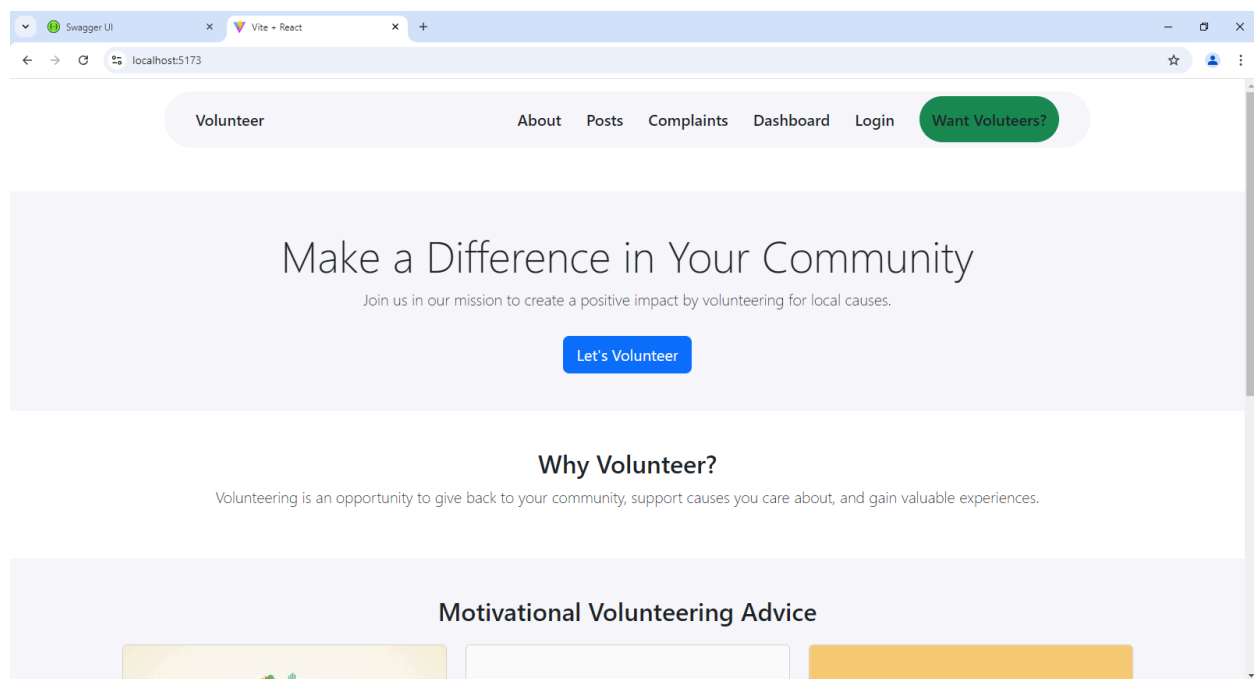 Swagger UI
Vite + React
localhost:5173
Volunteer About Posts Complaints Dashboard Login Want Voluteers?
Make a Difference in Your Community
Join us in our mission to create a positive impact by volunteering for local causes.
Let's Volunteer
Why Volunteer?
Volunteering is an opportunity to give back to your community, support causes you care about, and gain valuable experiences.
Motivational Volunteering Advice